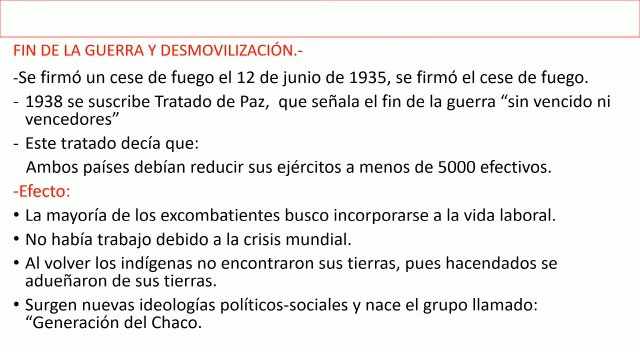 FIN DE LA GUERRA Y DESMOVILIZACIÓN.-
-Se firmó un cese de fuego el 12 de junio de 1935, se firmó el cese de fuego.
- 1938 se suscribe Tratado de Paz, que señala el fin de la guerra “sin vencido ni
vencedores”
- Este tratado decía que:
Ambos países debían reducir sus ejércitos a menos de 5000 efectivos.
-Efecto:
• La mayoría de los excombatientes busco incorporarse a la vida laboral.
• No había trabajo debido a la crisis mundial.
• Al volver los indígenas no encontraron sus tierras, pues hacendados se
adueñaron de sus tierras.
• Surgen nuevas ideologías políticos-sociales y nace el grupo llamado:
“Generación del Chaco.